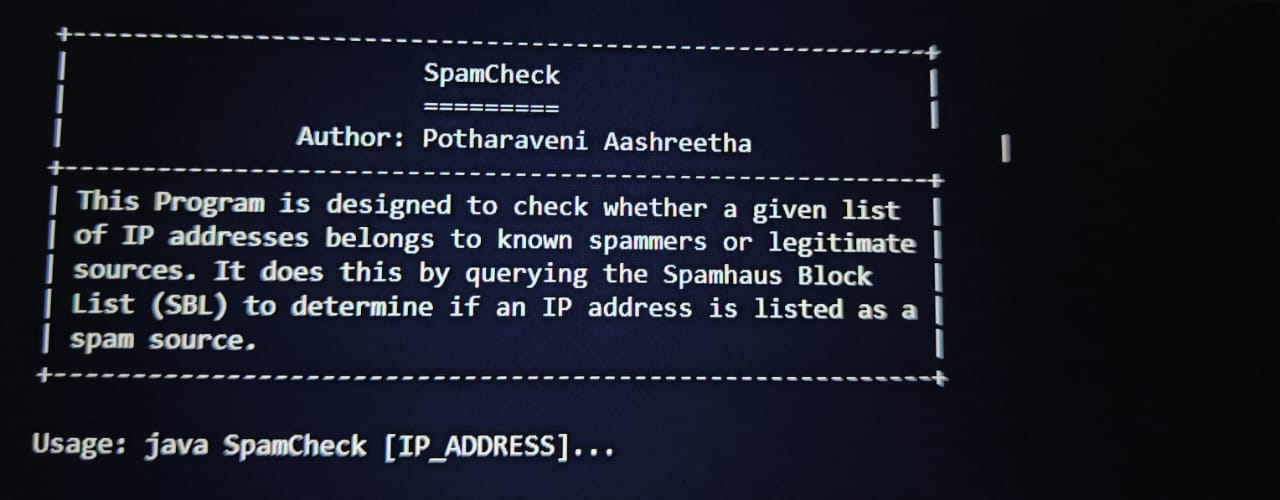 SpamCheck
=========
Author: Potharaveni Aashreetha
This Program is designed to check whether a given list
of IP addresses belongs to known spammers or legitimate
sources. It does this by querying the Spamhaus Block
List (SBL) to determine if an IP address is listed as a
spam source.
Usage: java SpamCheck [IP_ADDRESS]...